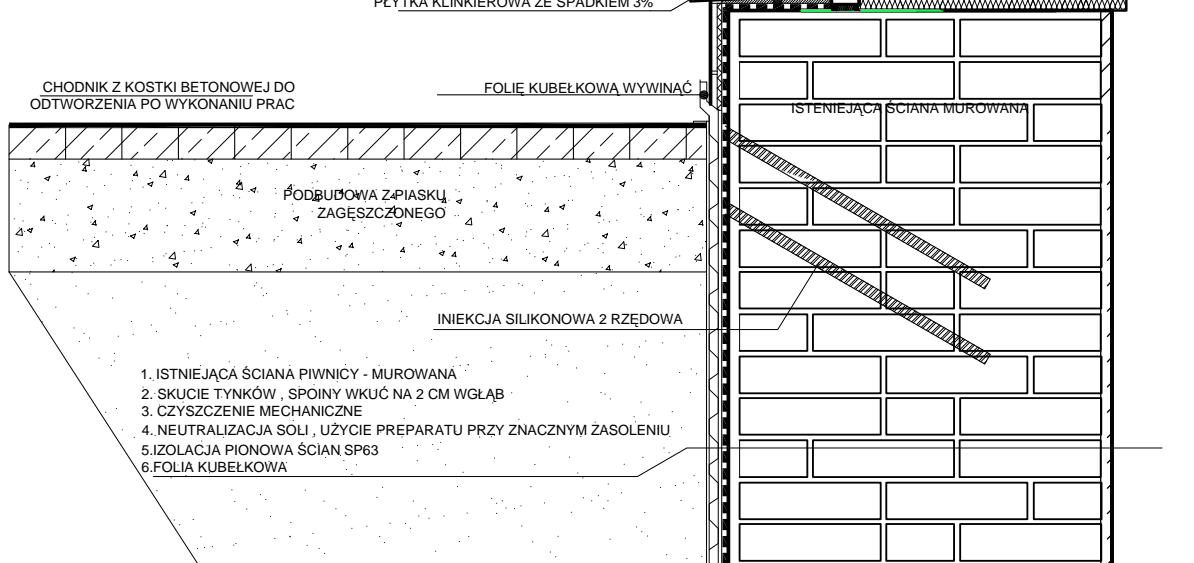 PŁYTKA KLINKIEROWA ZE SPADKIEM 3%
CHODNIK Z KOSTKI BETONOWEJ DO
ODTWORZENIA PO WYKONANIU PRAC
FOLIĘ KUBEŁKOWĄ WYWINĄĆ
ISTENIEJĄCA ŚCIANA MUROWANA
PODBUDOWA Z PIASKU
ZAGĘSZCZONEGO
INIEKCJA SILIKONOWA 2 RZĘDOWA
1. ISTNIEJĄCA ŚCIANA PIWNICY - MUROWANA
2. SKUCIE TYNKÓW , SPOINY WKUĆ NA 2 CM WGŁĄB
3. CZYSZCZENIE MECHANICZNE
4. NEUTRALIZACJA SOLI , UŻYCIE PREPARATU PRZY ZNACZNYM ZASOLENIU
5.IZOLACJA PIONOWA ŚCIAN SP63
6.FOLIA KUBEŁKOWA